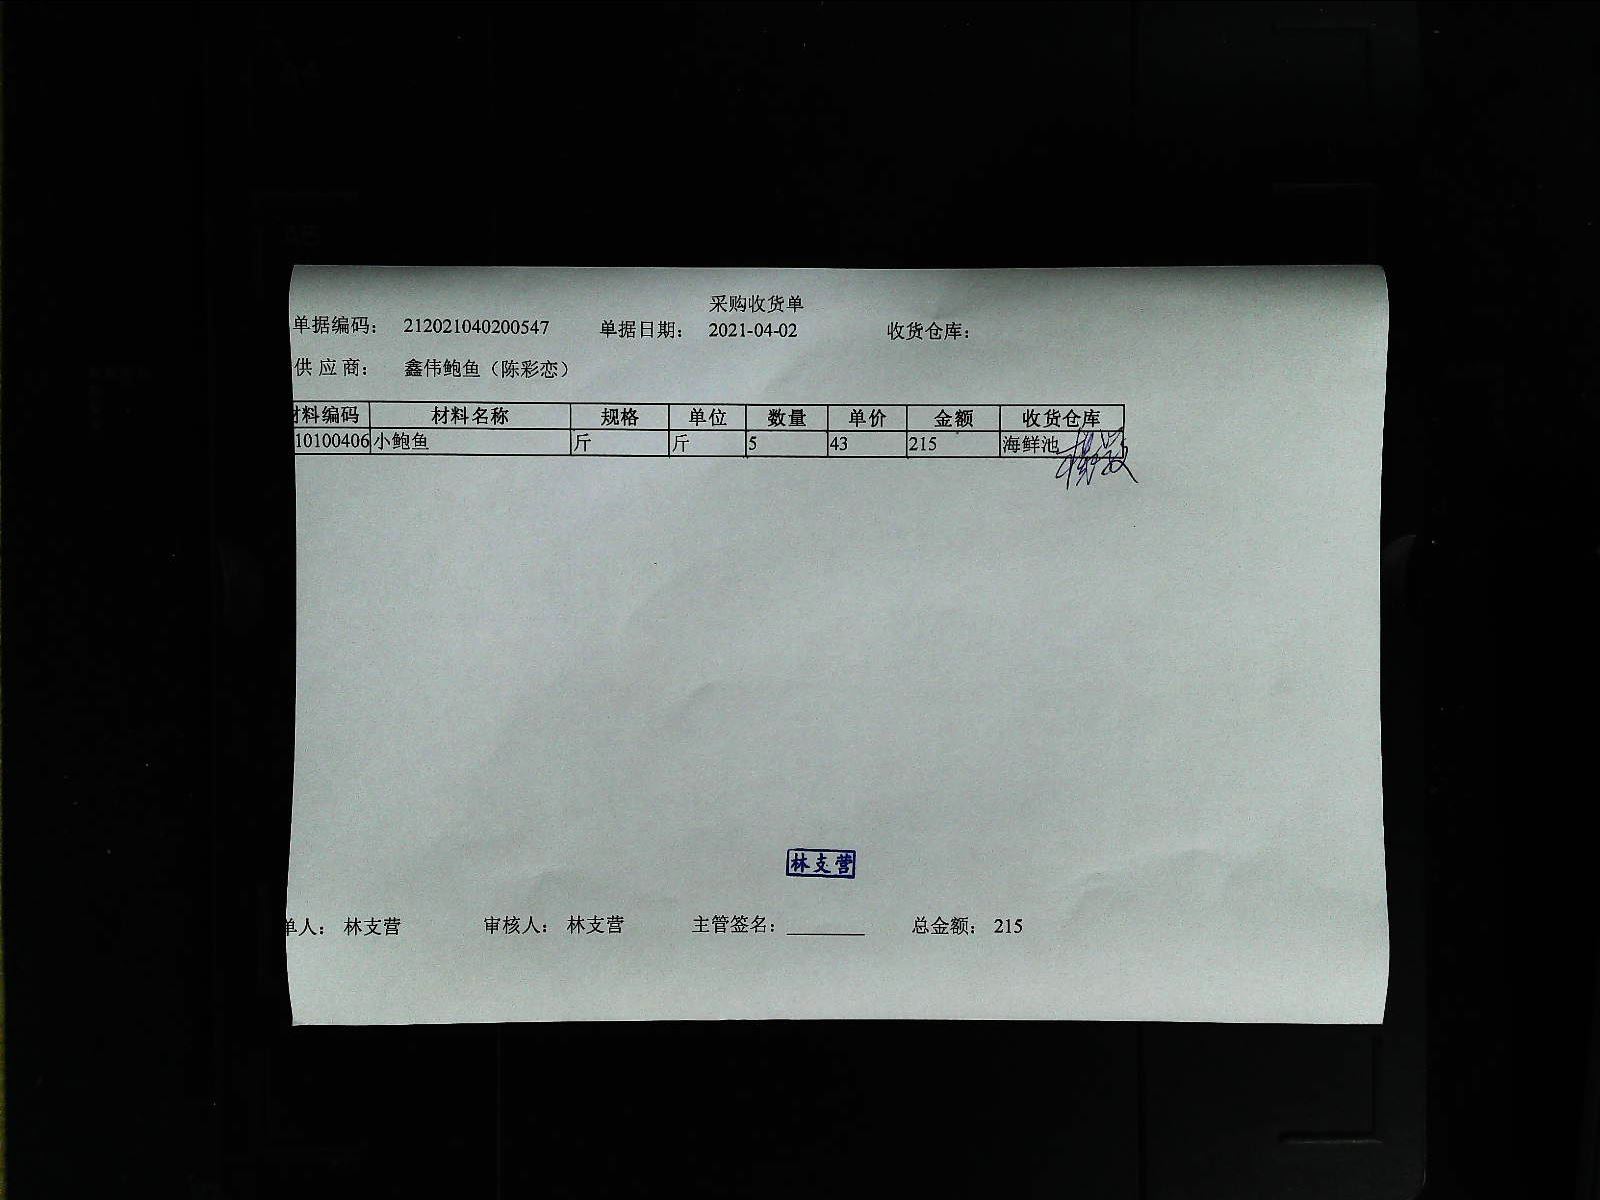 采购收货单
单据编码： 212021040200547 单据日期： 2021-04-02 收货仓库：
供 应 商： 鑫伟鲍鱼（陈彩恋）
材料编码 材料名称 规格 单位 数量 单价 金额 收货仓库
10100406 小鲍鱼 斤 斤 5 43 215 海鲜池
林支营
单人： 林支营 审核人： 林支营 主管签名： 总金额： 215